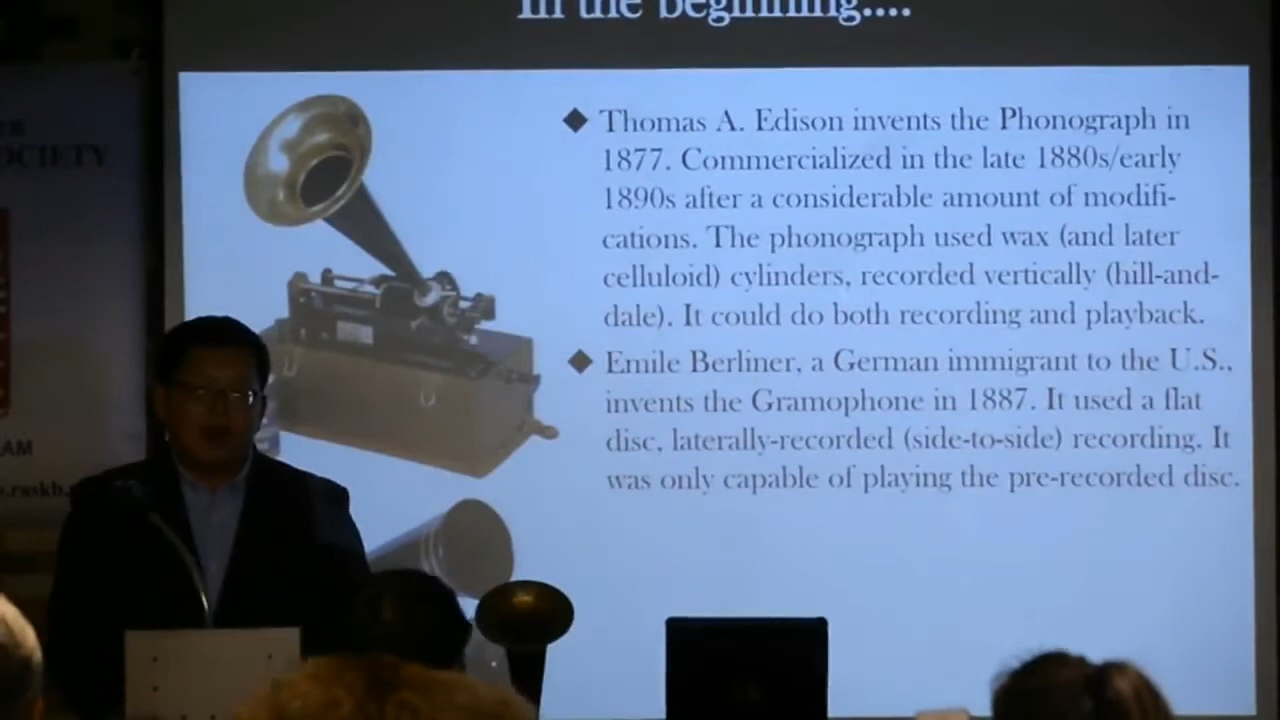 In the beginning....
◆ Thomas A. Edison invents the Phonograph in
1877. Commercialized in the late 1880s/early
1890s after a considerable amount of modifi-
cations. The phonograph used wax (and later
celluloid) cylinders, recorded vertically (hill-and-
dale). It could do both recording and playback.
◆ Emile Berliner, a German immigrant to the U.S.,
invents the Gramophone in 1887. It used a flat
disc, laterally-recorded (side-to-side) recording. It
was only capable of playing the pre-recorded disc.
OCIETY
AM
.raskb.